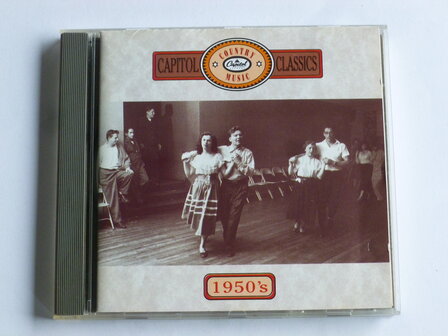 CAPITOL COUNTRY MUSIC CLASSICS
Capitol
1950's